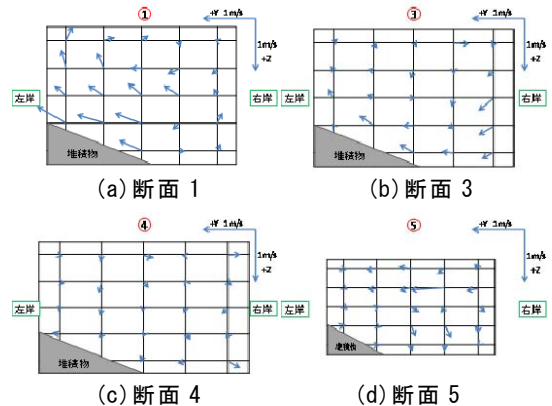 ①
+Y 1m/s
1m/s
+Z
左岸
右岸
堆積物
(a) 断面 1
③
+Y 1m/s
1m/s
+Z
左岸
右岸
堆積物
(b) 断面 3
④
+Y 1m/s
1m/s
+Z
左岸
右岸
堆積物
(c) 断面 4
⑤
+Y 1m/s
1m/s
+Z
左岸
右岸
堆積物
(d) 断面 5